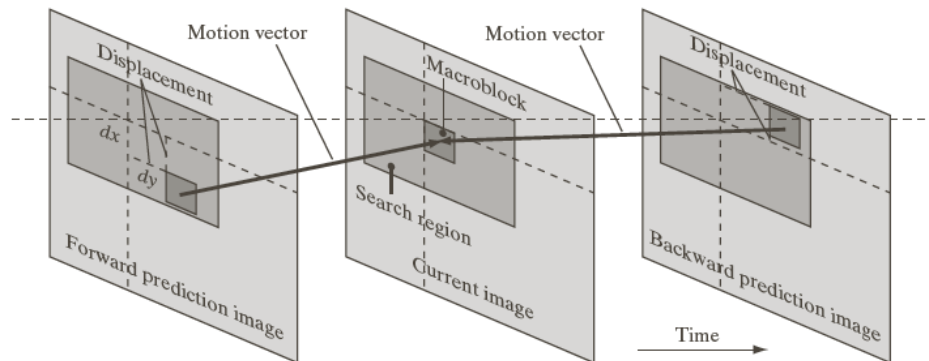 Motion vector
Motion vector
Displacement
Macroblock
Displacement
dx
dy
Search region
Forward prediction image
Current image
Backward prediction image
Time